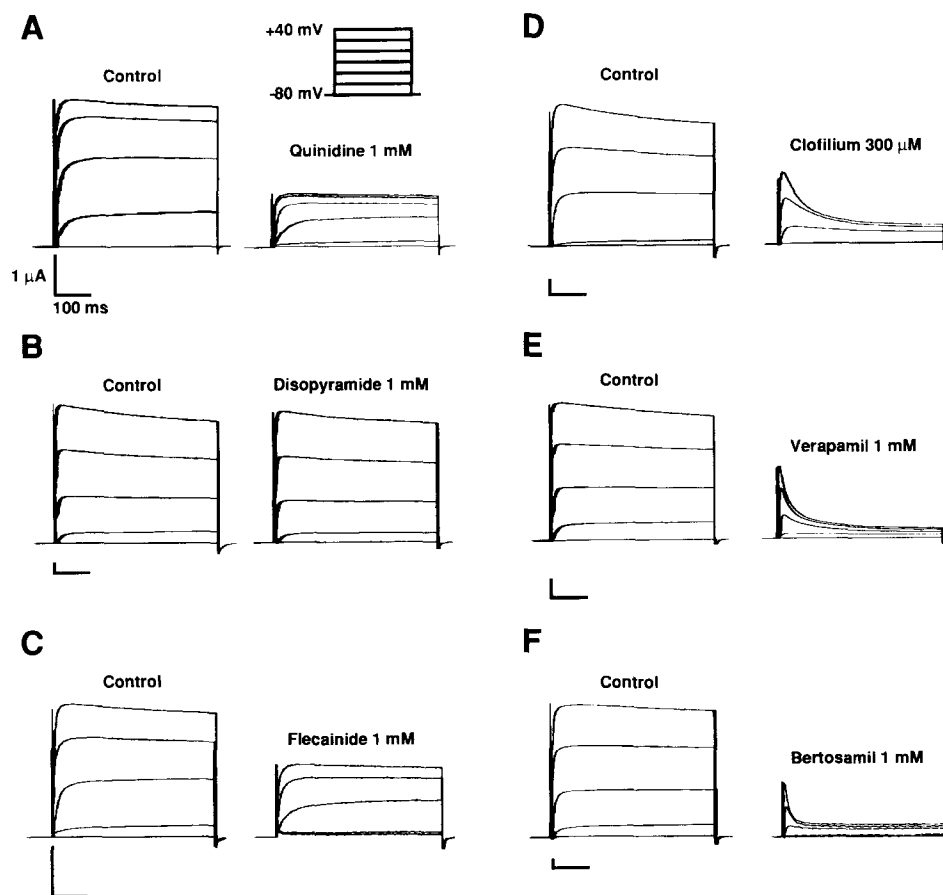 A
Control
+40 mV
-80 mV
Quinidine 1 mM
1 µA
100 ms
B
Control
Disopyramide 1 mM
C
Control
Flecainide 1 mM
D
Control
Clofilium 300 µM
E
Control
Verapamil 1 mM
F
Control
Bertosamil 1 mM